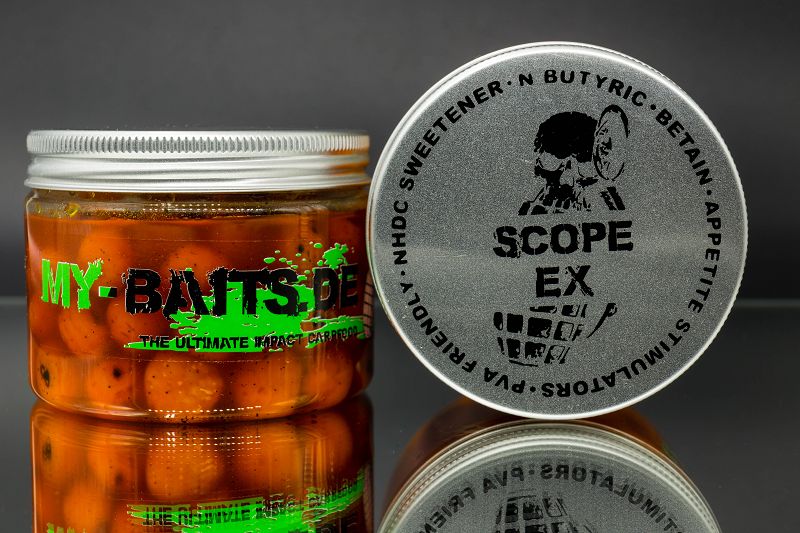 MY-BAITS.DE
THE ULTIMATE IMPACT CARPFOOD
NHDC SWEETENER · N BUTYRIC · BETAIN · APPETITE STIMULATORS · PVA FRIENDLY ·
SCOPE
EX